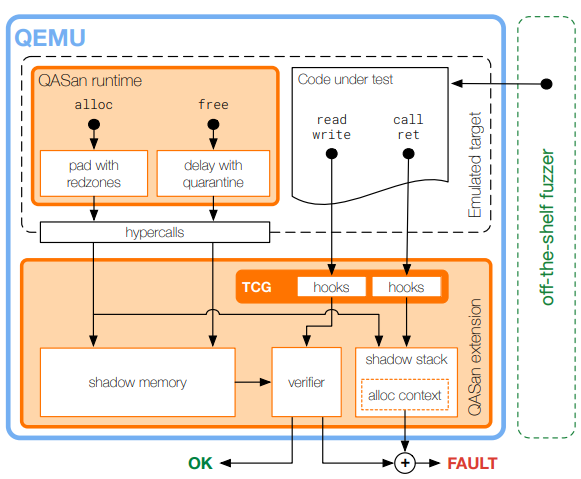 QEMU
QASan runtime
alloc
free
pad with
redzones
delay with
quarantine
Code under test
read
write
call
ret
Emulated target
hypercalls
off-the-shelf fuzzer
TCG
hooks
hooks
QASan extension
shadow memory
verifier
shadow stack
alloc context
OK
+
FAULT